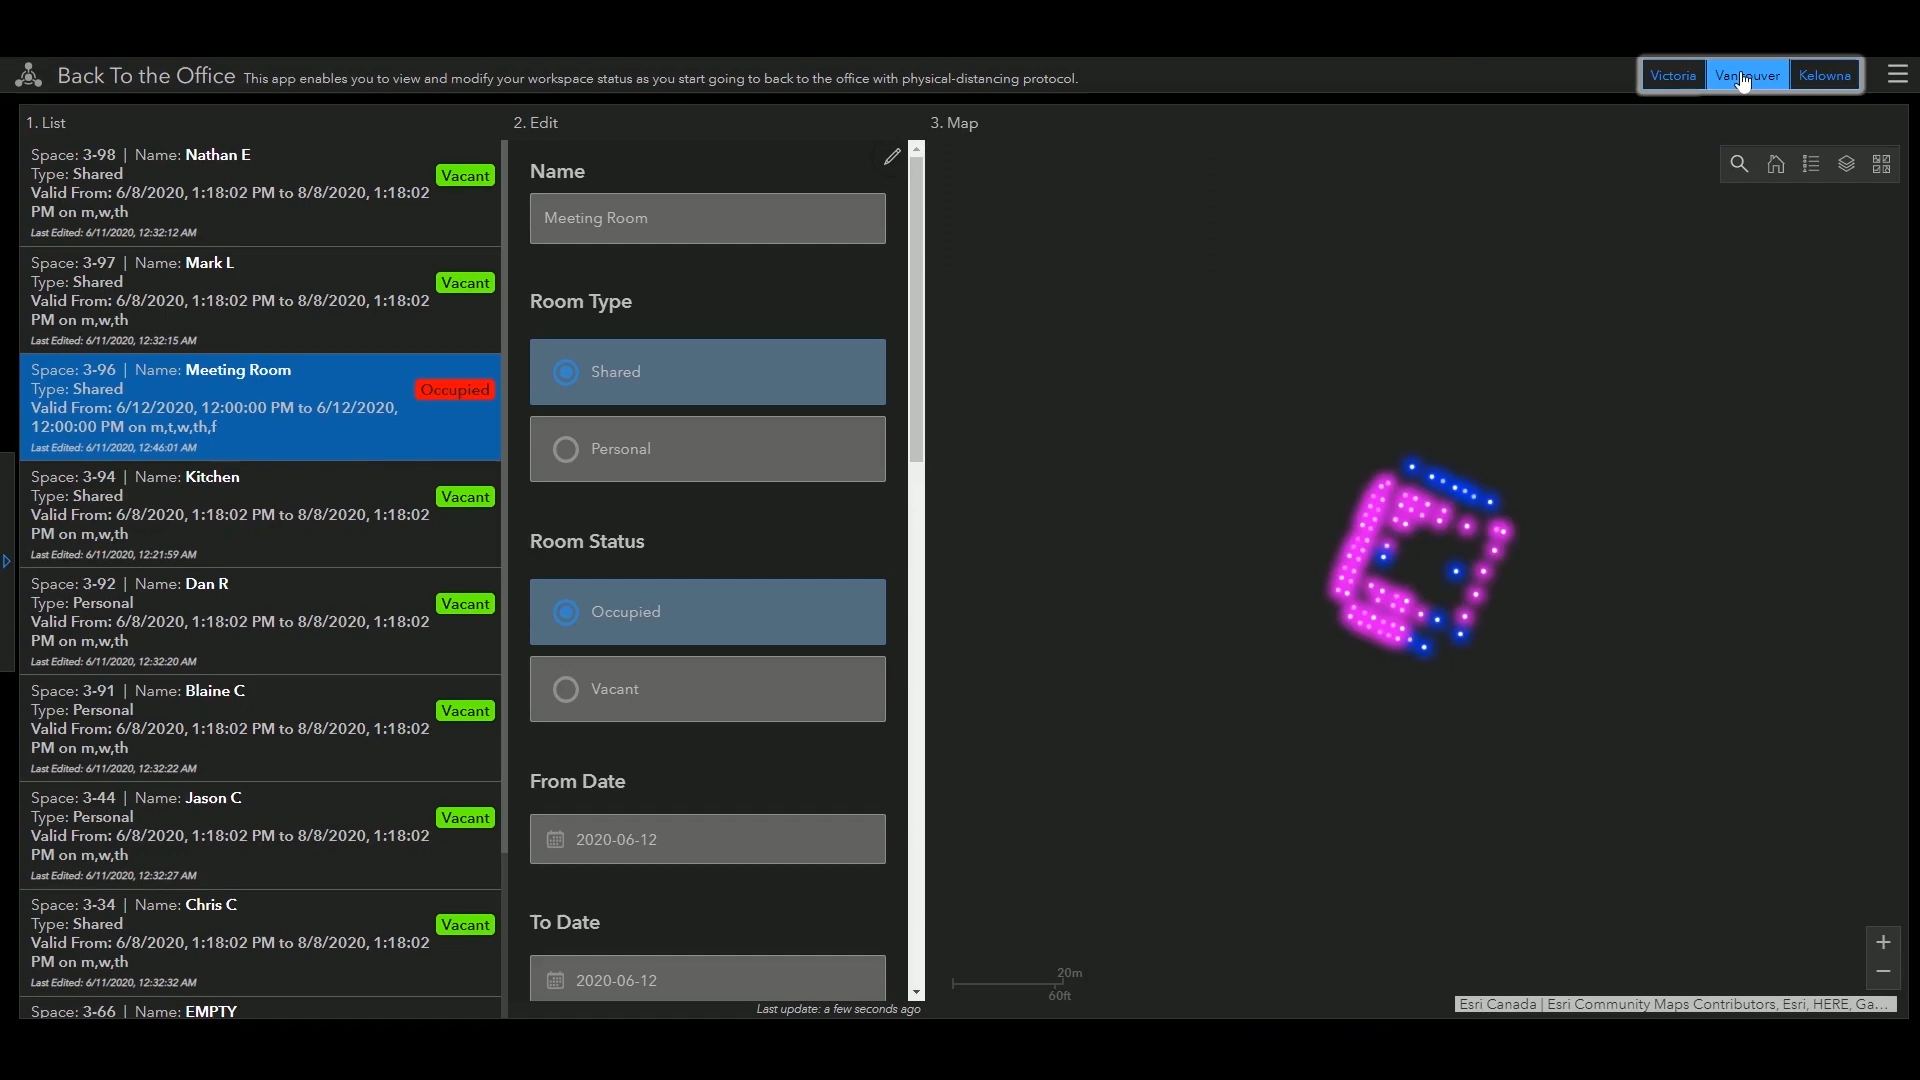 Back To the Office This app enables you to view and modify your workspace status as you start going to back to the office with physical-distancing protocol.
Victoria Vancouver Kelowna
1. List
Space: 3-98 | Name: Nathan E
Type: Shared
Vacant
Valid From: 6/8/2020, 1:18:02 PM to 8/8/2020, 1:18:02
PM on m,w,th
Last Edited: 6/11/2020, 12:32:12 AM
Space: 3-97 | Name: Mark L
Type: Shared
Vacant
Valid From: 6/8/2020, 1:18:02 PM to 8/8/2020, 1:18:02
PM on m,w,th
Last Edited: 6/11/2020, 12:32:15 AM
Space: 3-96 | Name: Meeting Room
Type: Shared
Occupied
Valid From: 6/12/2020, 12:00:00 PM to 6/12/2020,
12:00:00 PM on m,t,w,th,f
Last Edited: 6/11/2020, 12:46:01 AM
Space: 3-94 | Name: Kitchen
Type: Shared
Vacant
Valid From: 6/8/2020, 1:18:02 PM to 8/8/2020, 1:18:02
PM on m,w,th
Last Edited: 6/11/2020, 12:21:59 AM
Space: 3-92 | Name: Dan R
Type: Personal
Vacant
Valid From: 6/8/2020, 1:18:02 PM to 8/8/2020, 1:18:02
PM on m,w,th
Last Edited: 6/11/2020, 12:32:20 AM
Space: 3-91 | Name: Blaine C
Type: Personal
Vacant
Valid From: 6/8/2020, 1:18:02 PM to 8/8/2020, 1:18:02
PM on m,w,th
Last Edited: 6/11/2020, 12:32:22 AM
Space: 3-44 | Name: Jason C
Type: Personal
Vacant
Valid From: 6/8/2020, 1:18:02 PM to 8/8/2020, 1:18:02
PM on m,w,th
Last Edited: 6/11/2020, 12:32:27 AM
Space: 3-34 | Name: Chris C
Type: Shared
Vacant
Valid From: 6/8/2020, 1:18:02 PM to 8/8/2020, 1:18:02
PM on m,w,th
Last Edited: 6/11/2020, 12:32:32 AM
Space: 3-66 | Name: EMPTY
2. Edit
Name
Meeting Room
Room Type
Shared
Personal
Room Status
Occupied
Vacant
From Date
2020-06-12
To Date
2020-06-12
Last update: a few seconds ago
3. Map
20m
60ft
+
−
Esri Canada | Esri Community Maps Contributors, Esri, HERE, Ga...